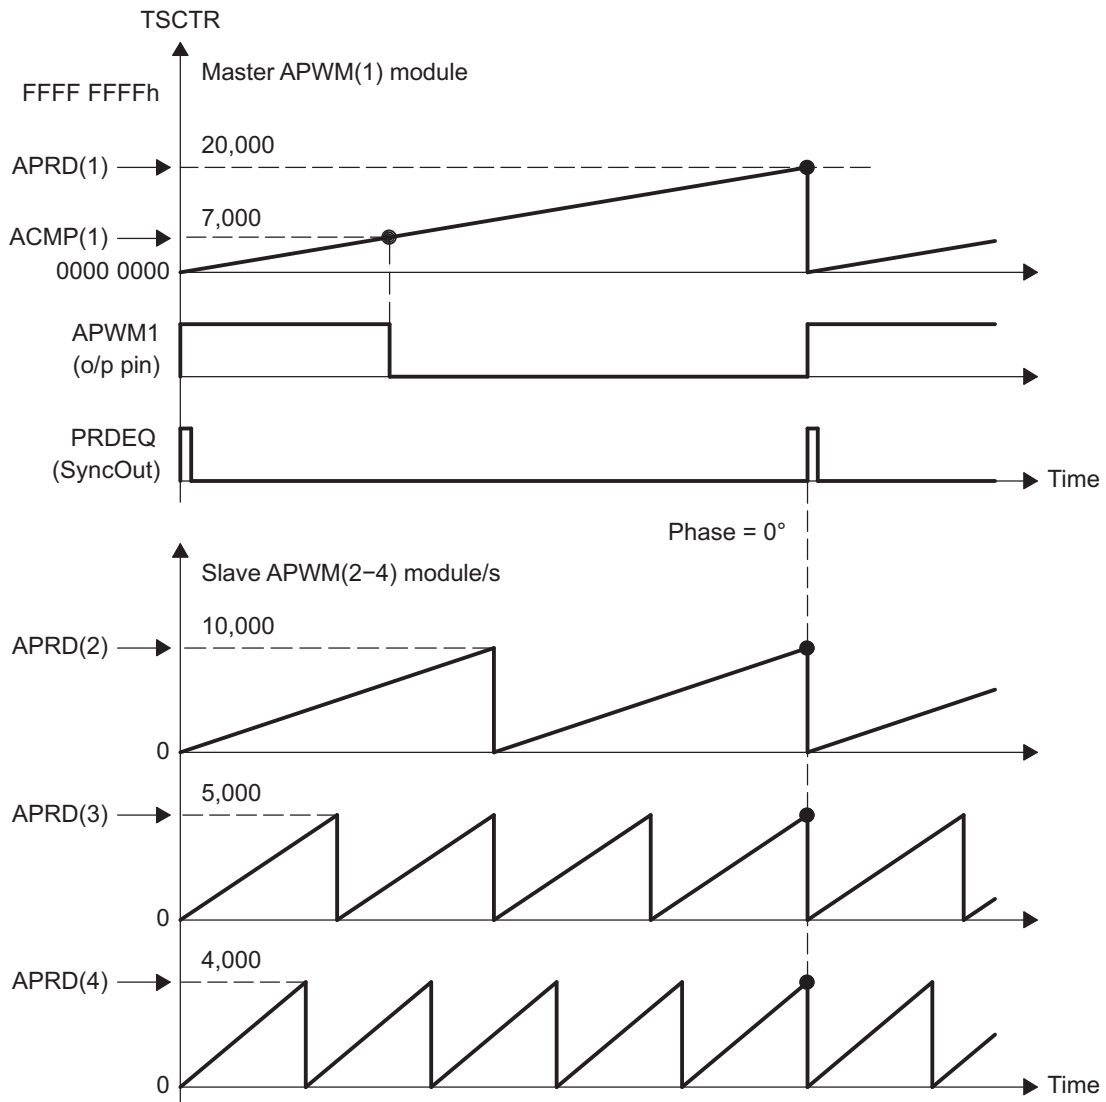 TSCTR
Master APWM(1) module
FFFF FFFFh
20,000
APRD(1)
7,000
ACMP(1)
0000 0000
APWM1
(o/p pin)
PRDEQ
(SyncOut)
Time
Phase = 0°
Slave APWM(2−4) module/s
10,000
APRD(2)
0
5,000
APRD(3)
0
4,000
APRD(4)
0
Time